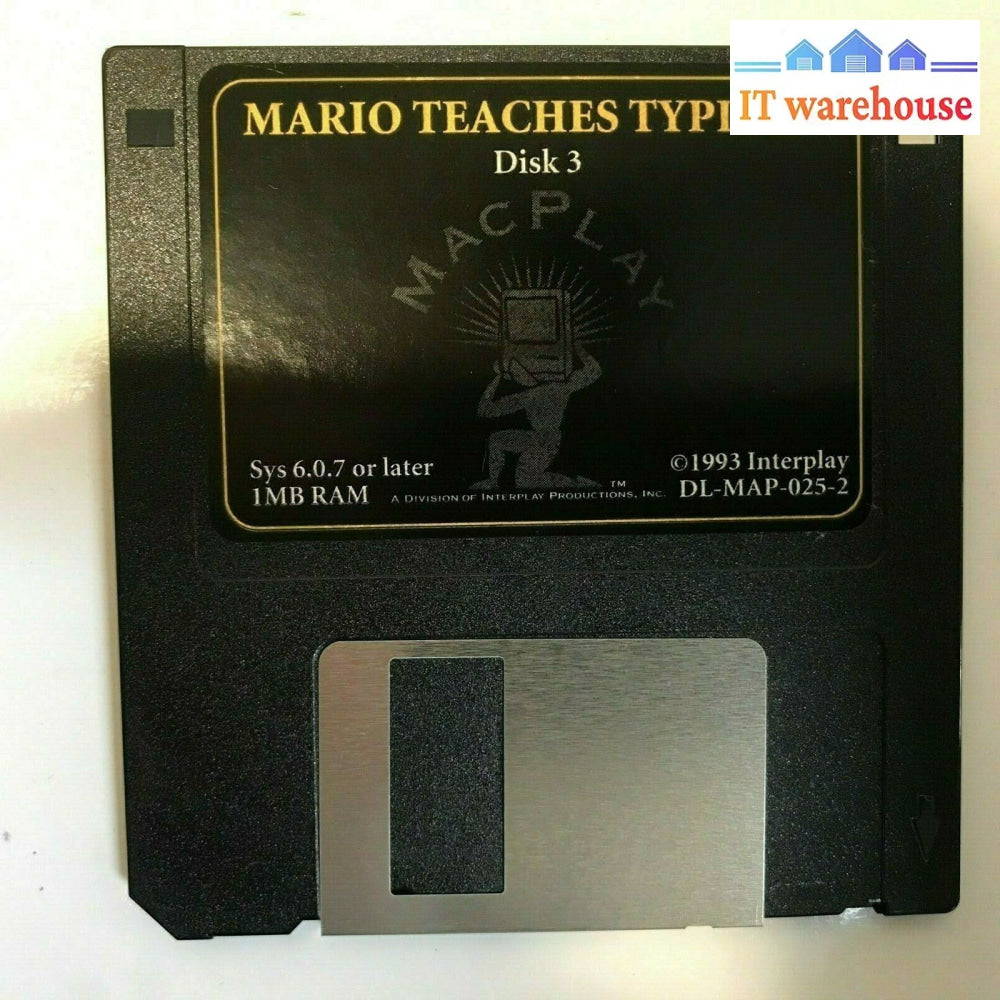 MARIO TEACHES TYP
IT warehouse
Disk 3
MACPLAY
Sys 6.0.7 or later
1MB RAM
©1993 Interplay
DL-MAP-025-2
A DIVISION OF INTERPLAY PRODUCTIONS, INC.
TM